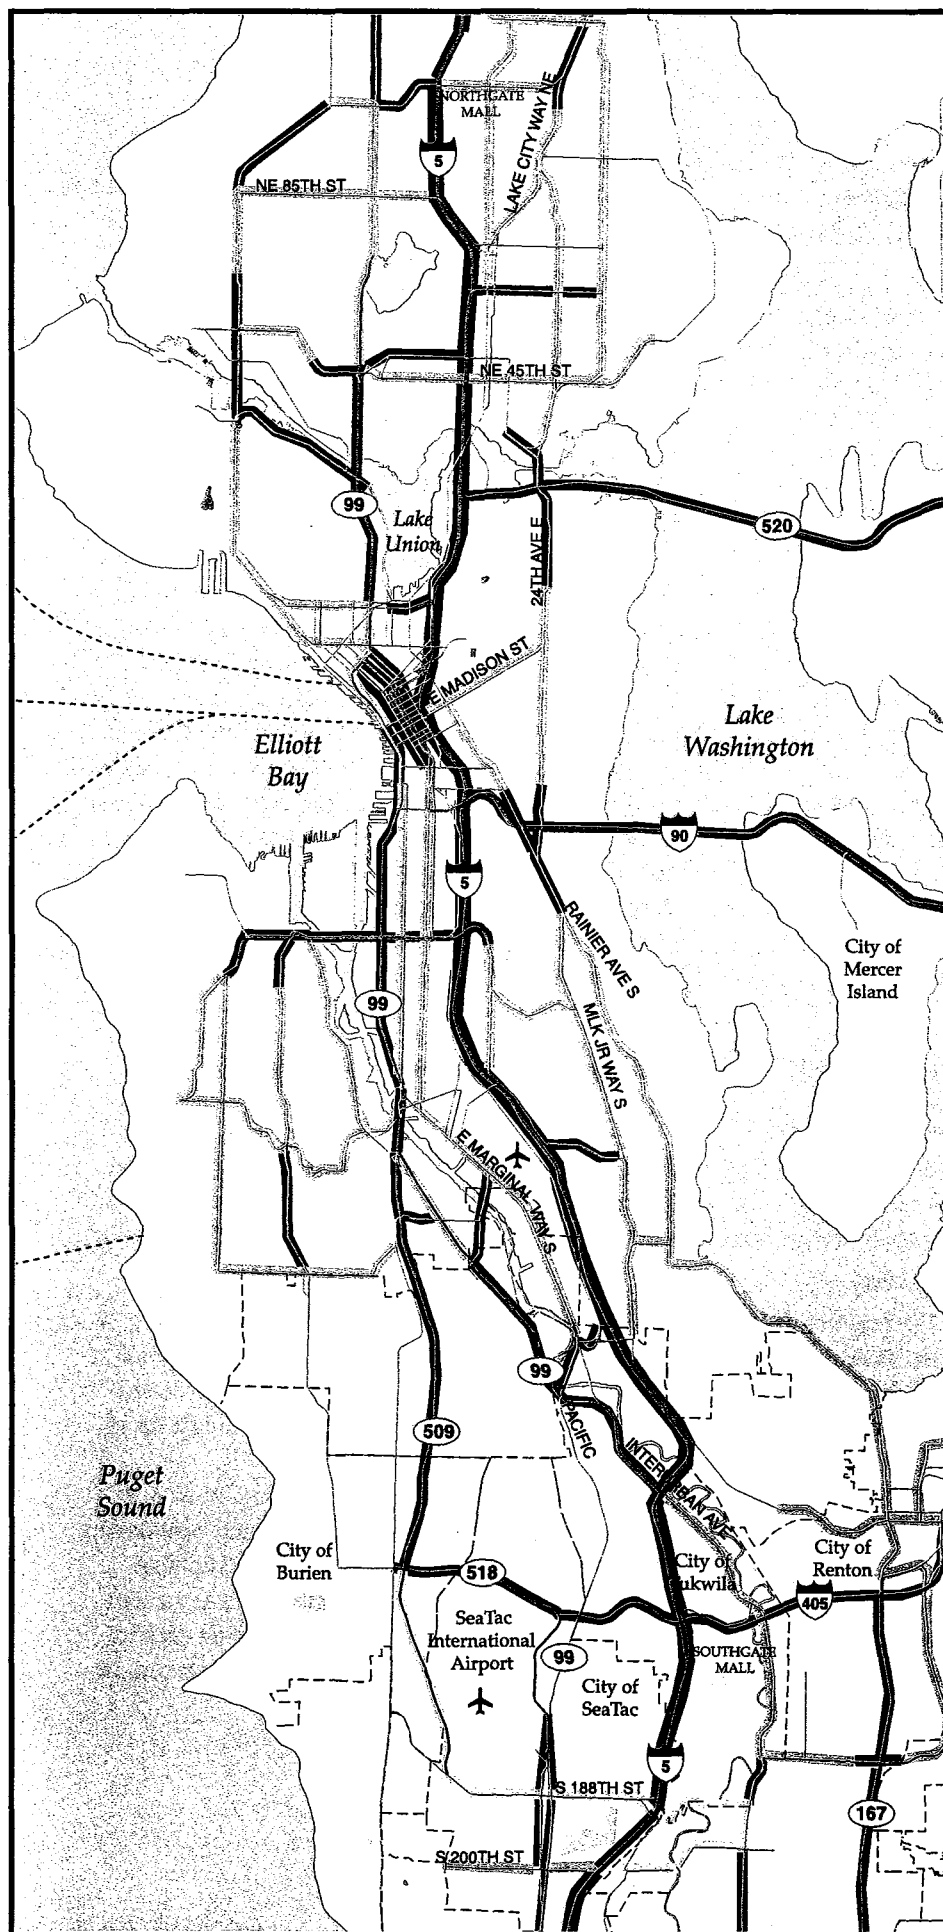 NORTHGATE
MALL
LAKE CITY WAY NE
5
NE 85TH ST
NE 45TH ST
99
Lake
Union
520
24TH AVE E
E MADISON ST
Lake
Washington
Elliott
Bay
90
5
RAINIER AVE S
City of
Mercer
Island
99
MLK JR WAY S
E MARGINAL WAY S
99
PACIFIC
509
INTERURBAN AVE
Puget
Sound
City of
Burien
City of
Renton
518
City of
Tukwila
405
SeaTac
International
Airport
99
SOUTHGATE
MALL
City of
SeaTac
5
S 188TH ST
167
S 200TH ST